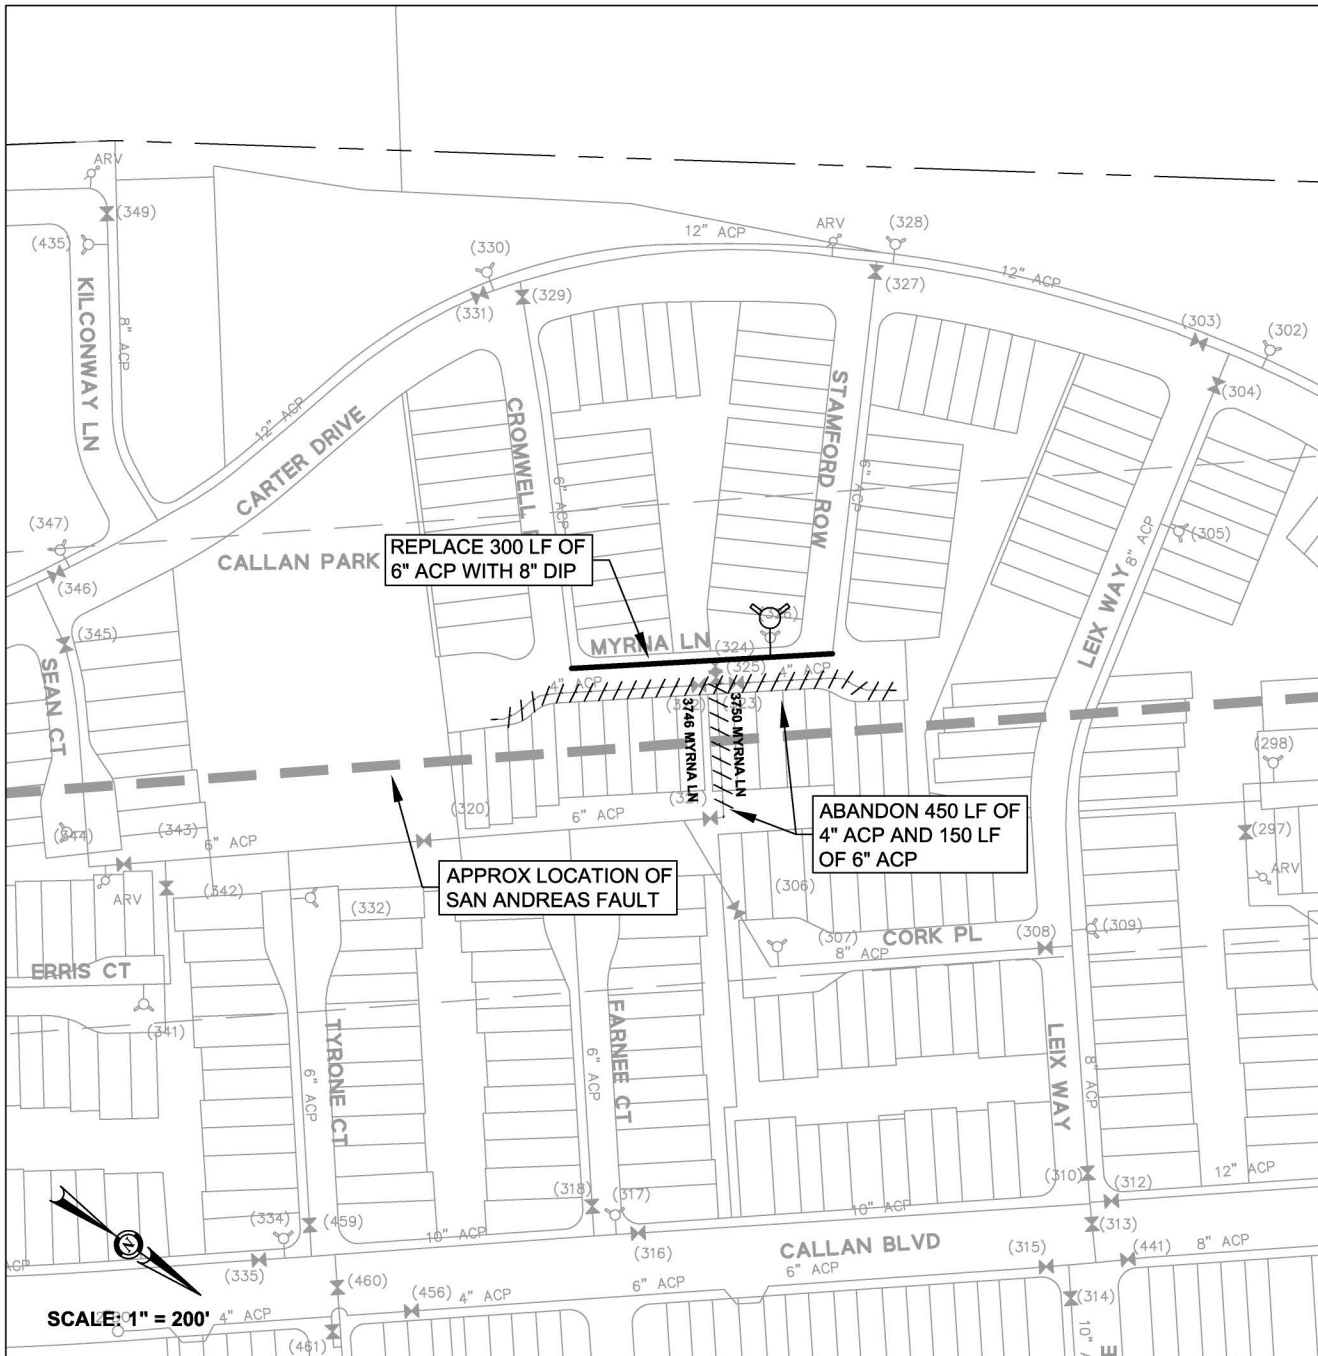 ARV
(349)
(435)
KILCONWAY LN
8" ACP
12" ACP
CARTER DRIVE
(347)
(346)
(345)
SEAN CT
CALLAN PARK
(330)
(331)
(329)
12" ACP
ARV
(328)
(327)
12" ACP
(303)
(302)
(304)
CROMWELL
6" ACP
STAMFORD ROW
6" ACP
LEIX WAY
8" ACP
(305)
REPLACE 300 LF OF
6" ACP WITH 8" DIP
MYRNA LN
(326)
(324)
(325)
4" ACP
4" ACP
(323)
3746 MYRNA LN
3750 MYRNA LN
(298)
(297)
ARV
ABANDON 450 LF OF
4" ACP AND 150 LF
OF 6" ACP
(320)
6" ACP
(344)
(343)
6" ACP
APPROX LOCATION OF
SAN ANDREAS FAULT
ARV
(342)
(332)
(306)
(307)
CORK PL
(308)
(309)
8" ACP
ERRIS CT
(341)
TYRONE CT
6" ACP
FARNEE CT
6" ACP
LEIX WAY
8" ACP
(310)
(312)
12" ACP
(318)
(317)
10" ACP
10" ACP
(313)
(334)
(459)
(335)
(316)
CALLAN BLVD
(315)
(441)
8" ACP
(460)
(456)
4" ACP
6" ACP
6" ACP
(314)
10"
N
SCALE: 1" = 200'
4" ACP
(461)
ACP